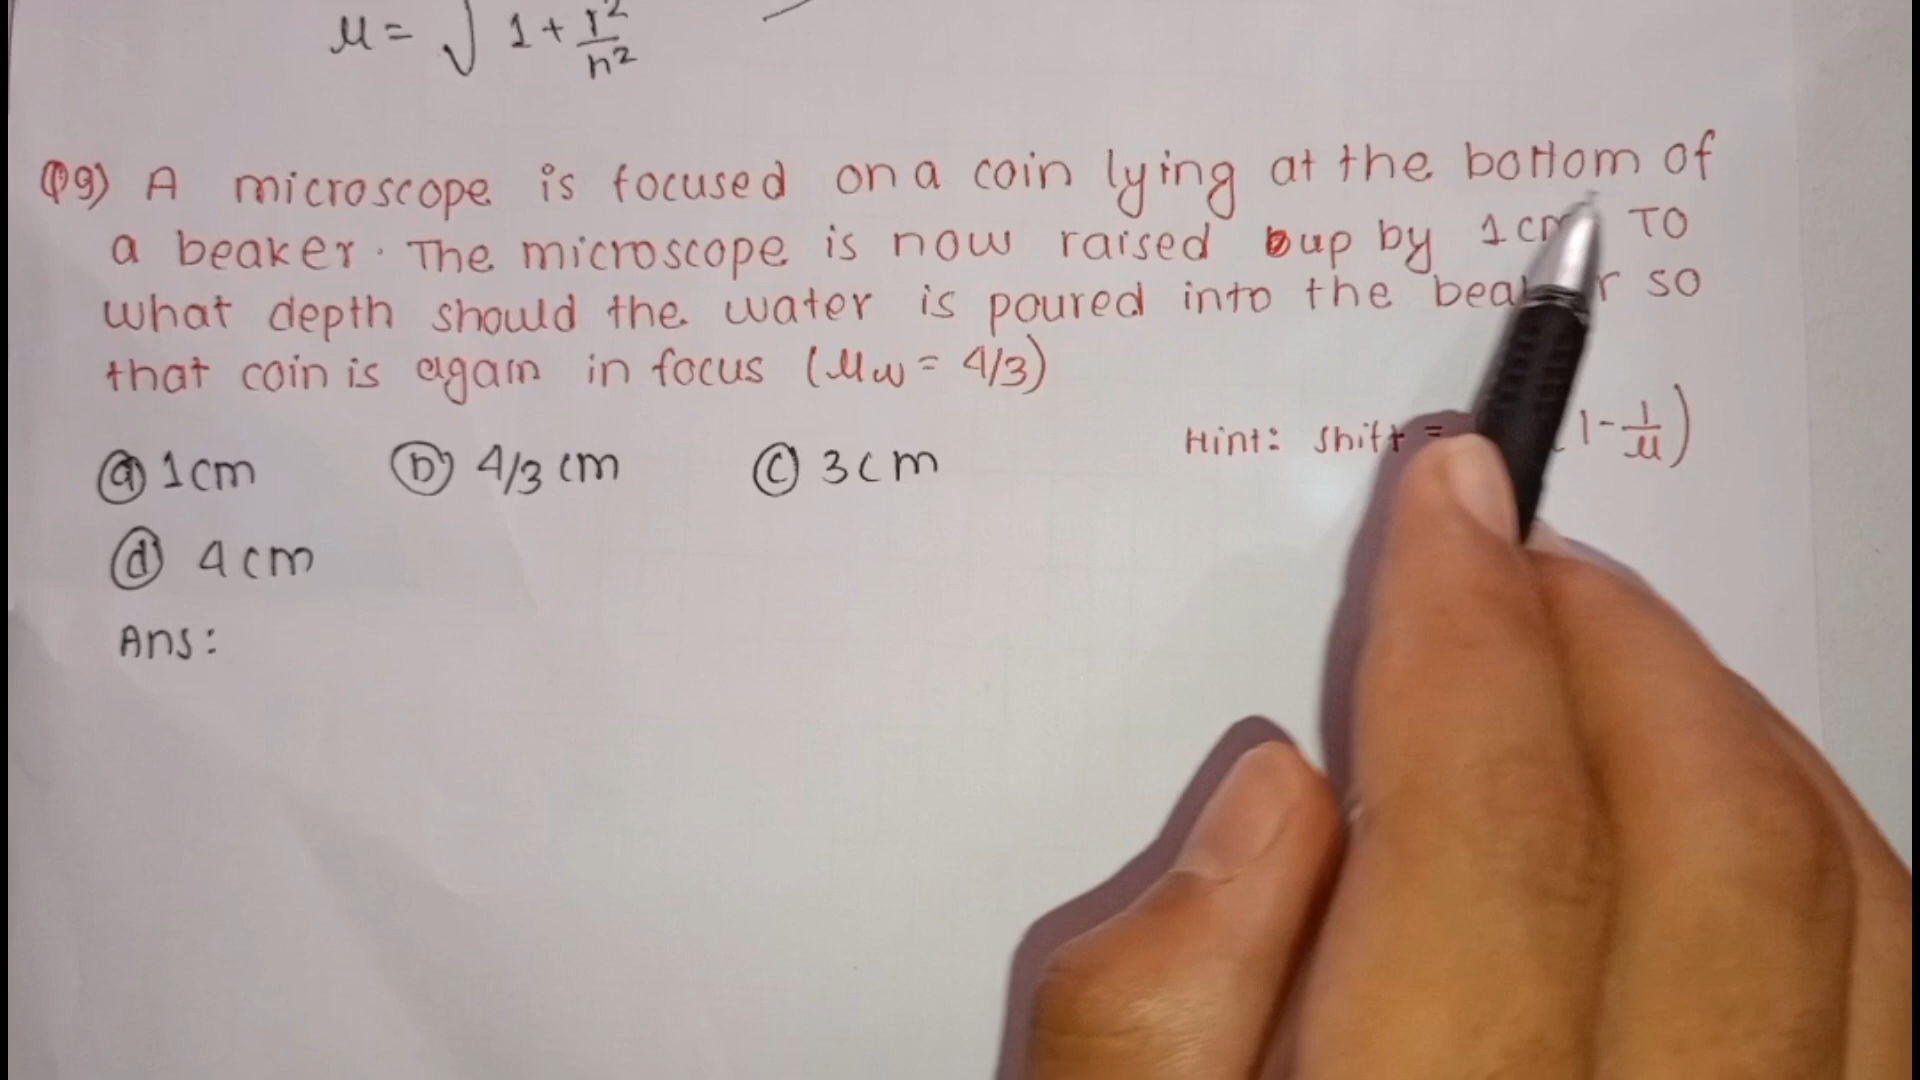 μ = √ 1 + r²/h²
Q9) A microscope is focused on a coin lying at the bottom of
a beaker. The microscope is now raised up by 1 cm TO
what depth should the water is poured into the so
that coin is again in focus (μw = 4/3)
Hint: shift = (1 - 1/μ)
(a) 1cm (b) 4/3 cm (c) 3cm
(d) 4cm
Ans: